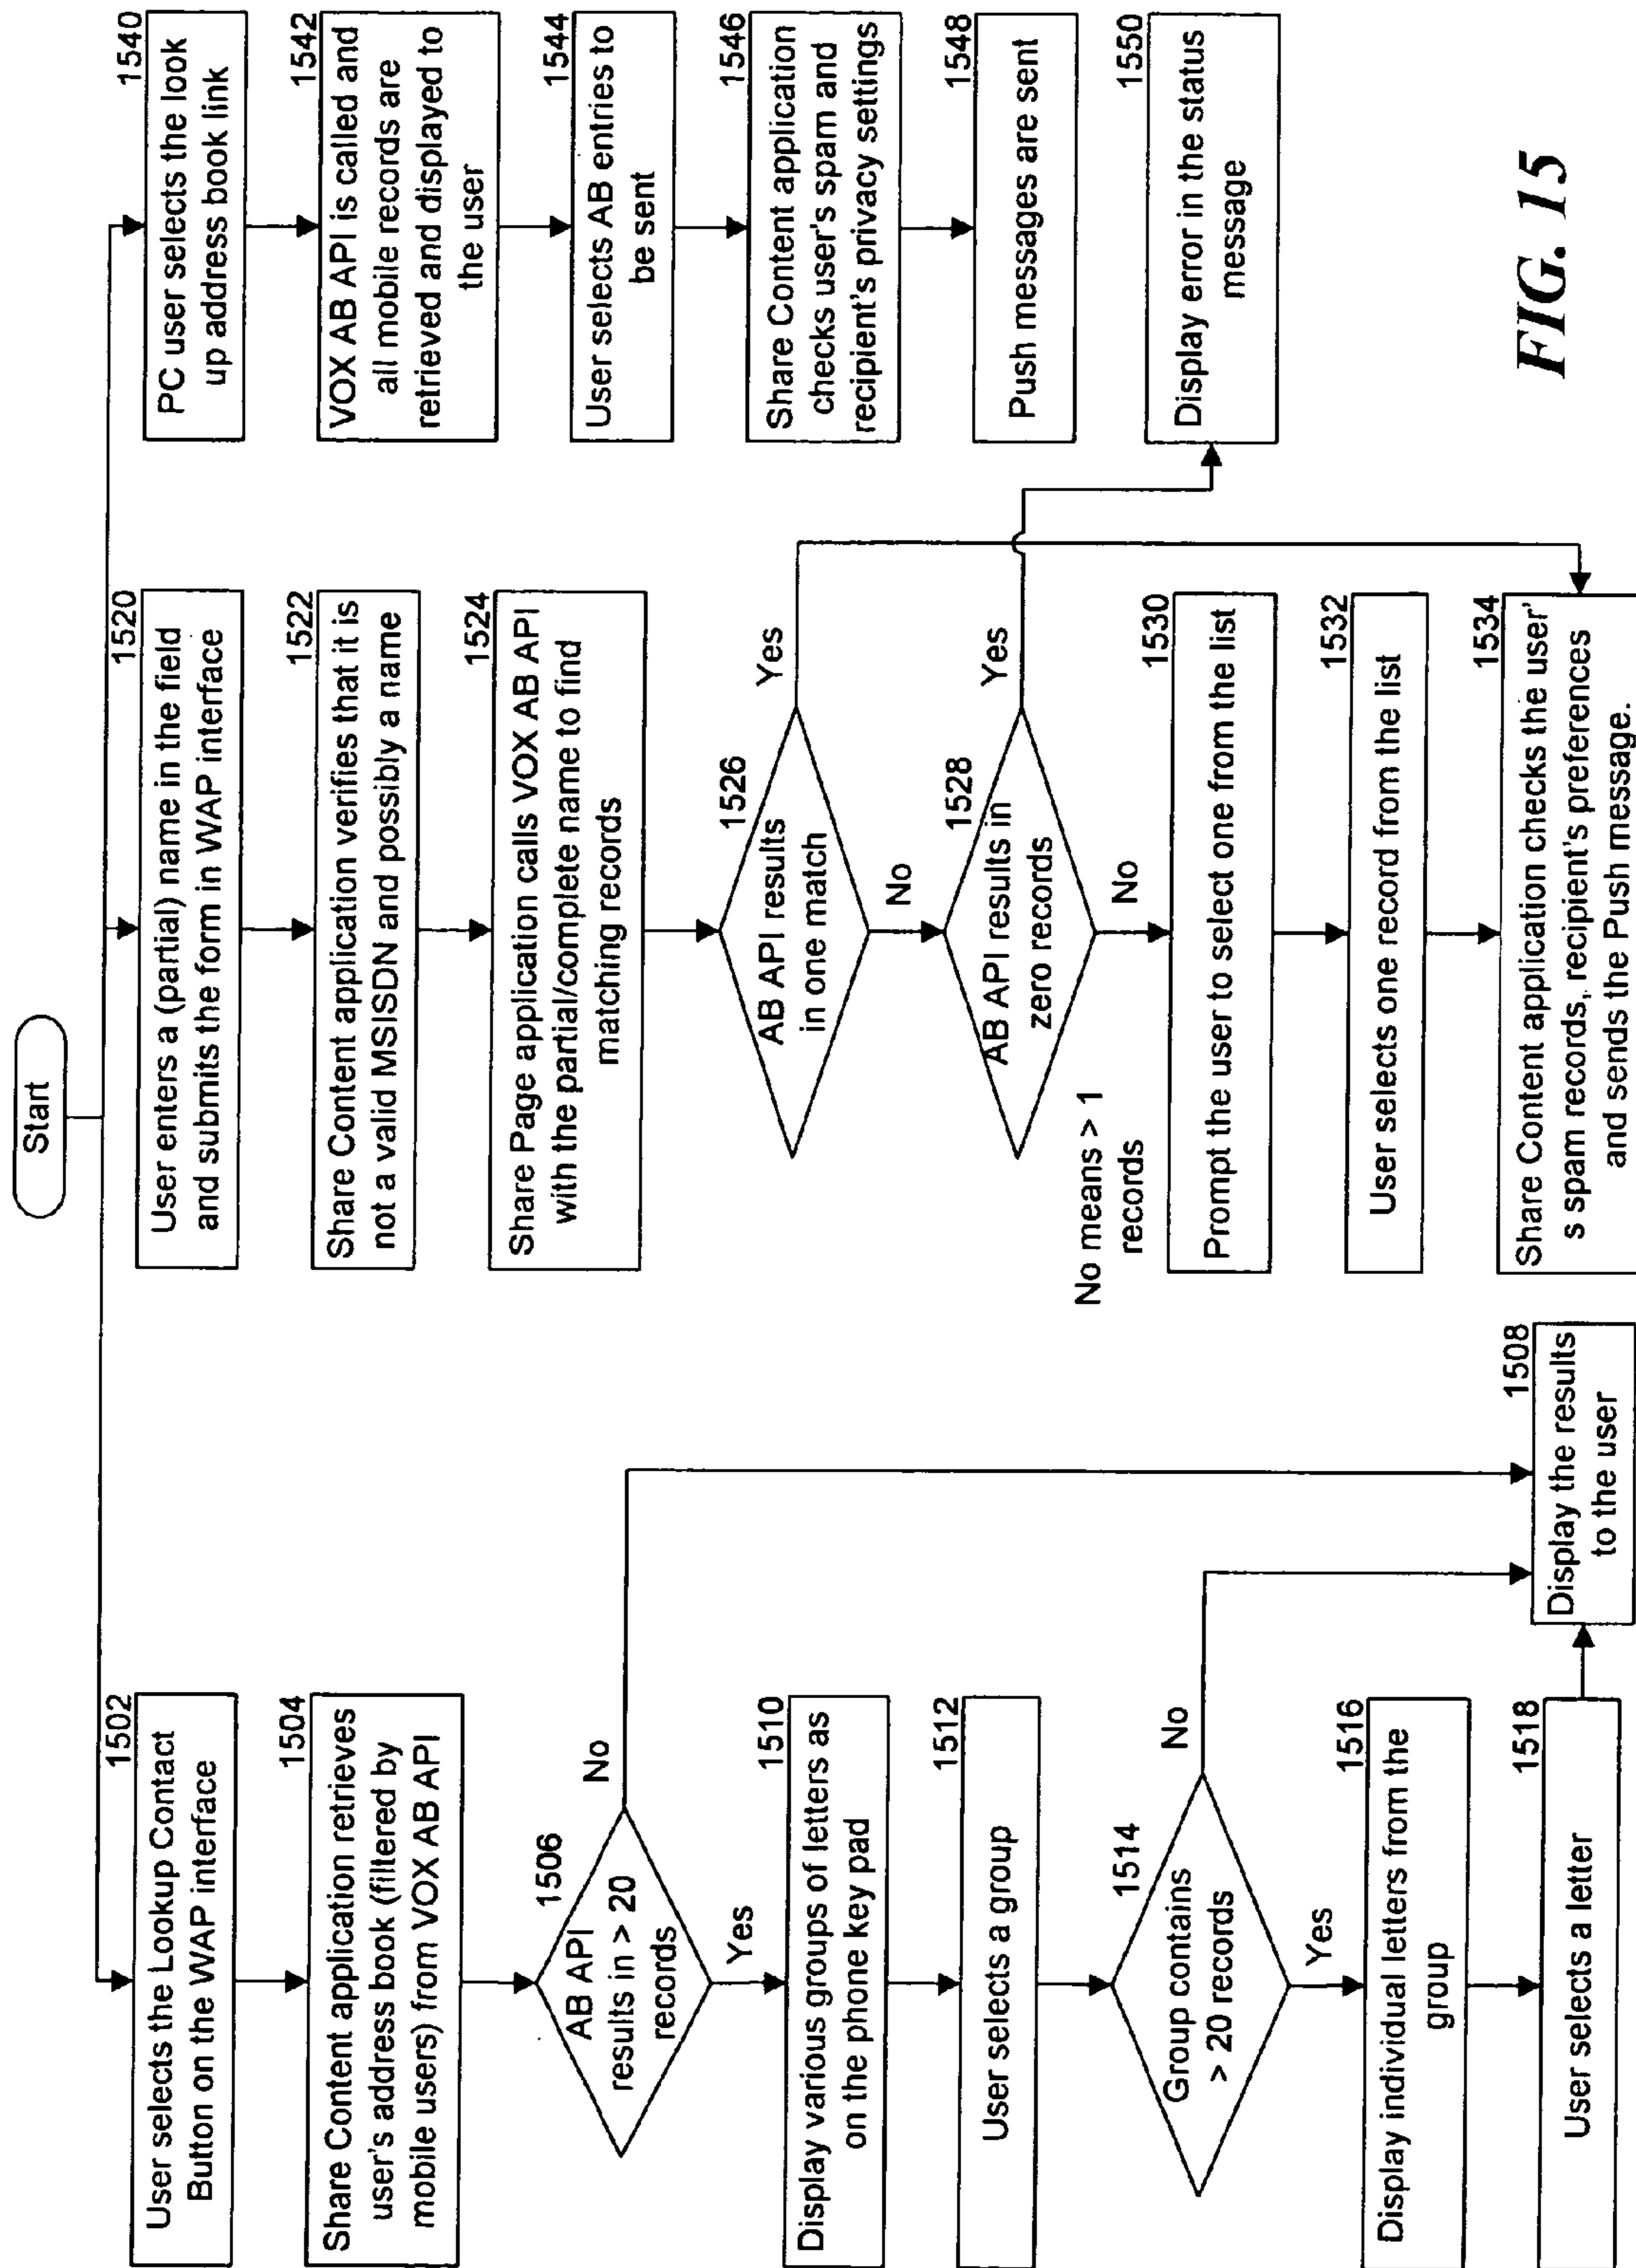 Start
1502
User selects the Lookup Contact
Button on the WAP interface
1504
Share Content application retrieves
user's address book (filtered by
mobile users) from VOX AB API
1506
AB API
results in > 20
records
No
Yes
1510
Display various groups of letters as
on the phone key pad
1512
User selects a group
1514
Group contains
> 20 records
No
Yes
1516
Display individual letters from the
group
1518
User selects a letter
1508
Display the results
to the user
1520
User enters a (partial) name in the field
and submits the form in WAP interface
1522
Share Content application verifies that it is
not a valid MSISDN and possibly a name
1524
Share Page application calls VOX AB API
with the partial/complete name to find
matching records
1526
AB API results
in one match
Yes
No
1528
AB API results in
zero records
Yes
No
No means > 1
records
1530
Prompt the user to select one from the list
1532
User selects one record from the list
1534
Share Content application checks the user'
s spam records, recipient's preferences
and sends the Push message.
1540
PC user selects the look
up address book link
1542
VOX AB API is called and
all mobile records are
retrieved and displayed to
the user
1544
User selects AB entries to
be sent
1546
Share Content application
checks user's spam and
recipient's privacy settings
1548
Push messages are sent
1550
Display error in the status
message
FIG. 15